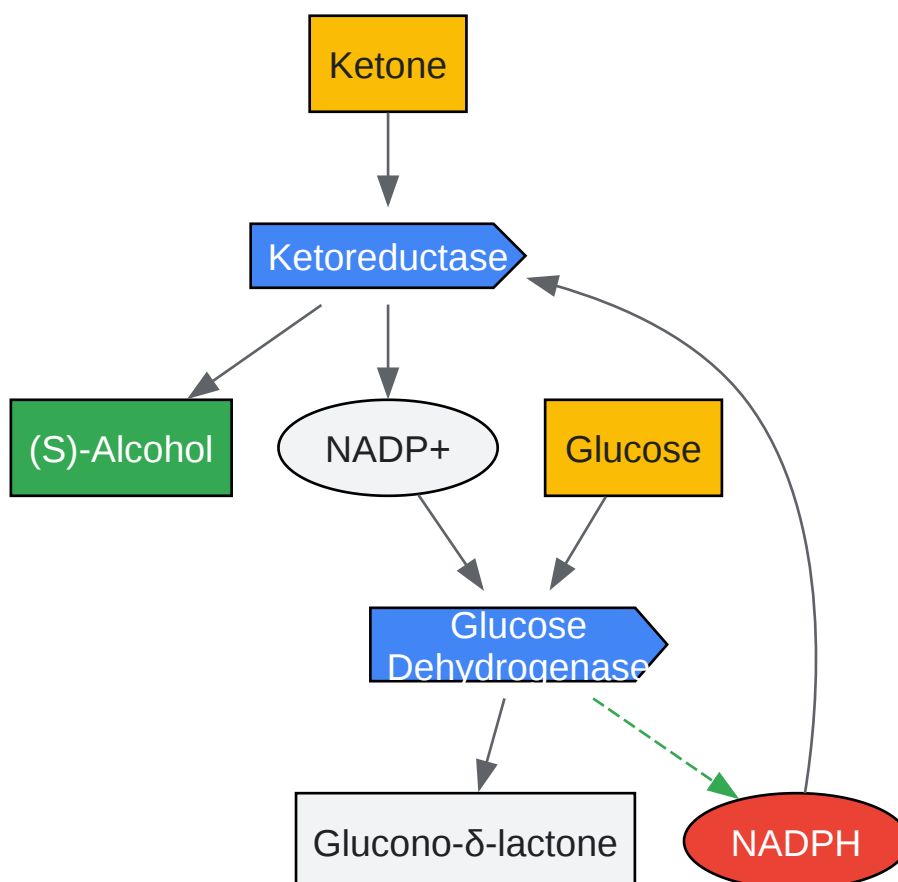 Ketone
Ketoreductase
(S)-Alcohol
NADP+
Glucose
Glucose
Dehydrogenase
Glucono-δ-lactone
NADPH